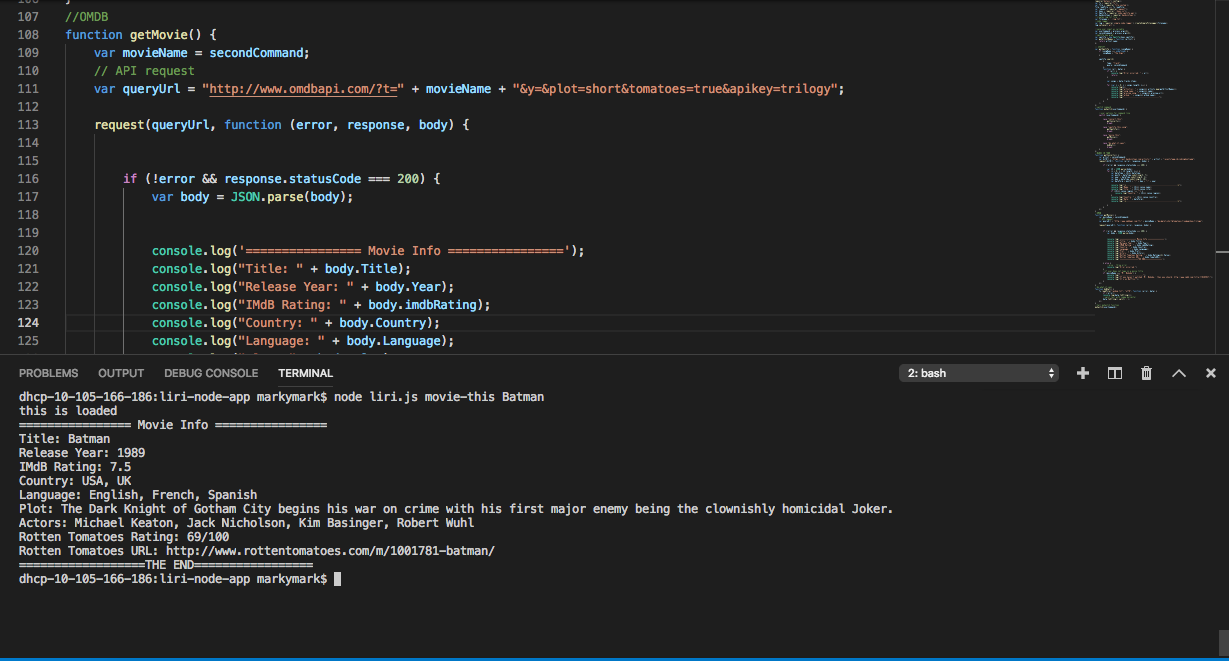 107 //OMDB
108 function getMovie() {
109 var movieName = secondCommand;
110 // API request
111 var queryUrl = "http://www.omdbapi.com/?t=" + movieName + "&y=&plot=short&tomatoes=true&apikey=trilogy";
112
113 request(queryUrl, function (error, response, body) {
114
115
116 if (!error && response.statusCode === 200) {
117 var body = JSON.parse(body);
118
119
120 console.log('================ Movie Info ================');
121 console.log("Title: " + body.Title);
122 console.log("Release Year: " + body.Year);
123 console.log("IMdB Rating: " + body.imdbRating);
124 console.log("Country: " + body.Country);
125 console.log("Language: " + body.Language);
PROBLEMS OUTPUT DEBUG CONSOLE TERMINAL 2: bash
dhcp-10-105-166-186:liri-node-app markymark$ node liri.js movie-this Batman
this is loaded
================ Movie Info ================
Title: Batman
Release Year: 1989
IMdB Rating: 7.5
Country: USA, UK
Language: English, French, Spanish
Plot: The Dark Knight of Gotham City begins his war on crime with his first major enemy being the clownishly homicidal Joker.
Actors: Michael Keaton, Jack Nicholson, Kim Basinger, Robert Wuhl
Rotten Tomatoes Rating: 69/100
Rotten Tomatoes URL: http://www.rottentomatoes.com/m/1001781-batman/
==================THE END=================
dhcp-10-105-166-186:liri-node-app markymark$